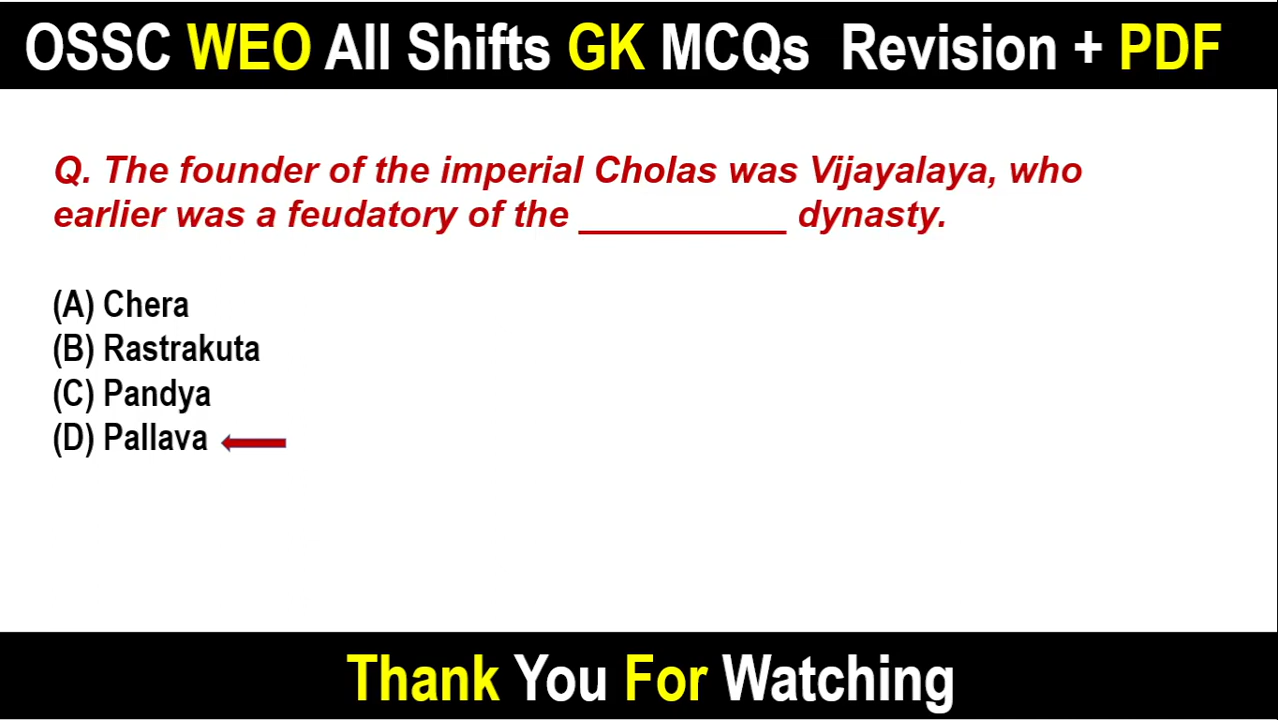 OSSC WEO All Shifts GK MCQs Revision + PDF
Q. The founder of the imperial Cholas was Vijayalaya, who
earlier was a feudatory of the __________ dynasty.
(A) Chera
(B) Rastrakuta
(C) Pandya
(D) Pallava
Thank You For Watching